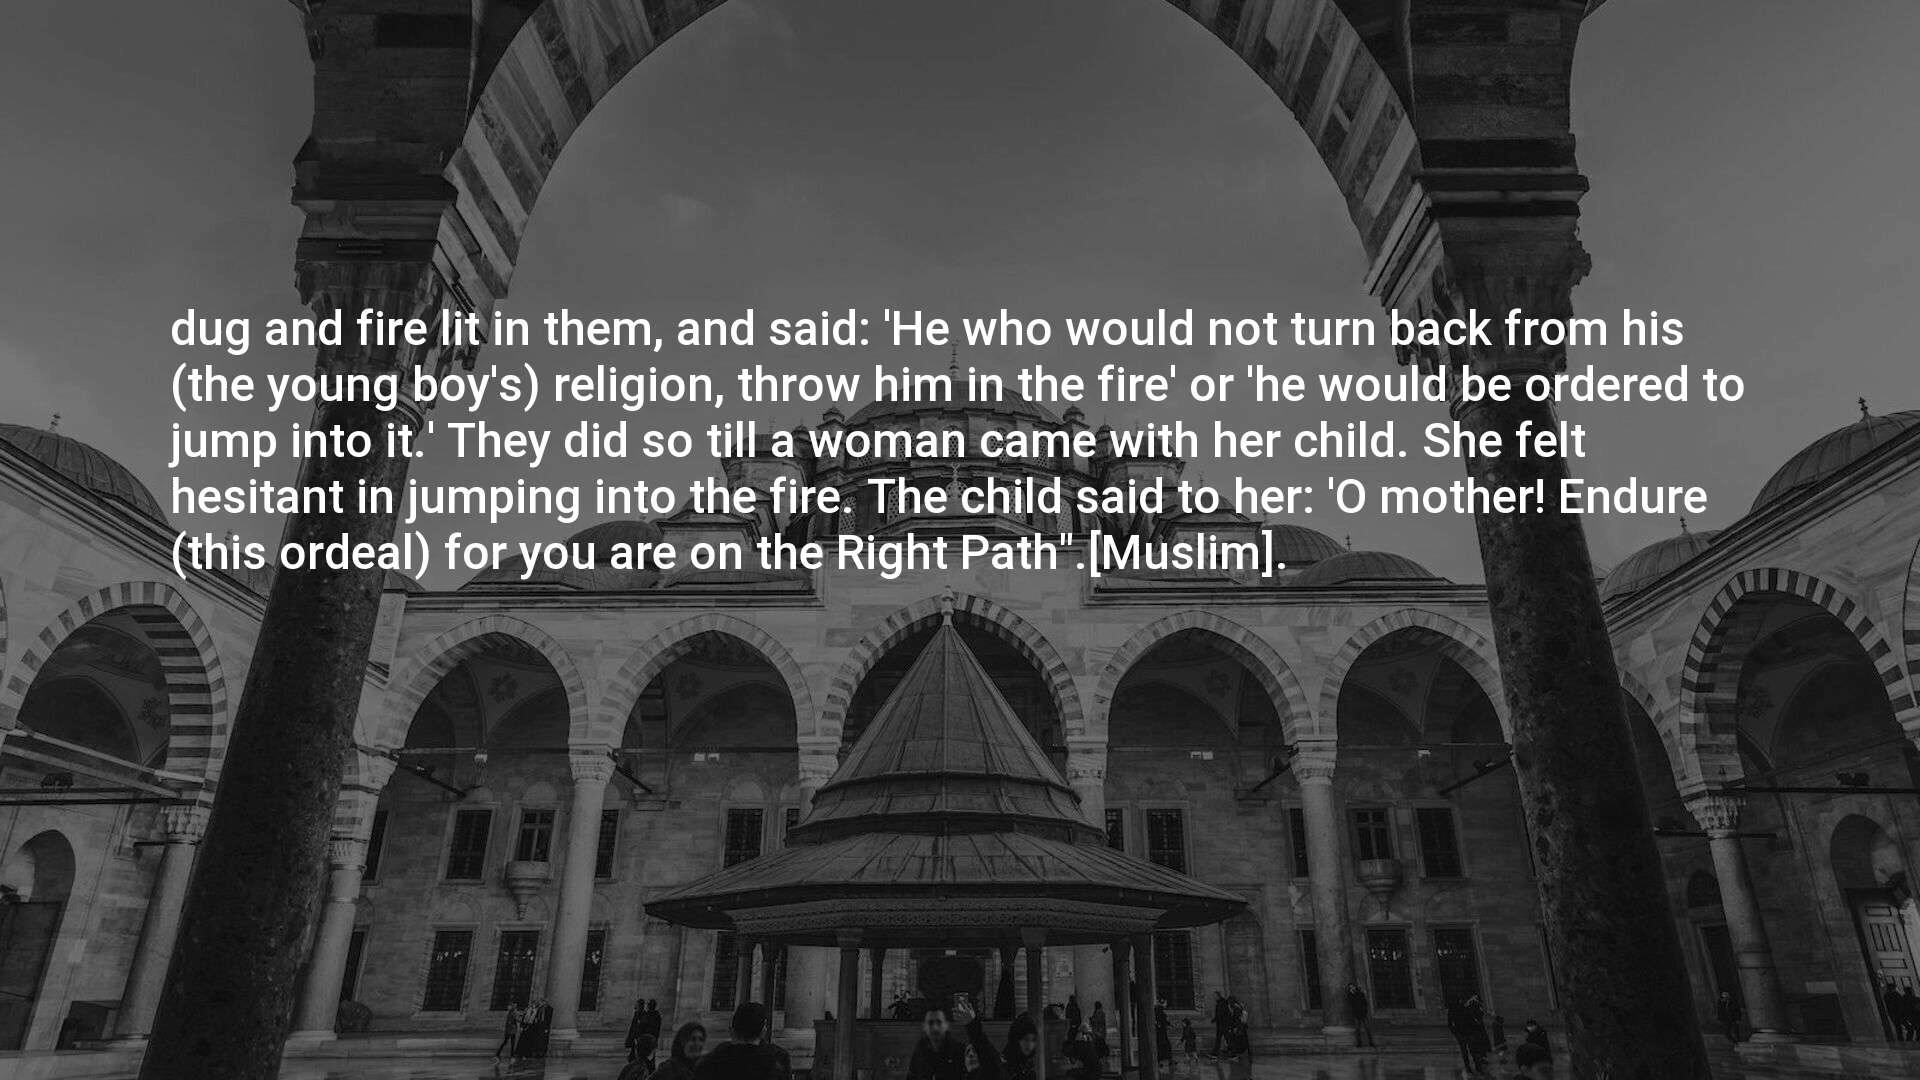 dug and fire lit in them, and said: 'He who would not turn back from his
(the young boy's) religion, throw him in the fire' or 'he would be ordered to
jump into it.' They did so till a woman came with her child. She felt
hesitant in jumping into the fire. The child said to her: 'O mother! Endure
(this ordeal) for you are on the Right Path".[Muslim].